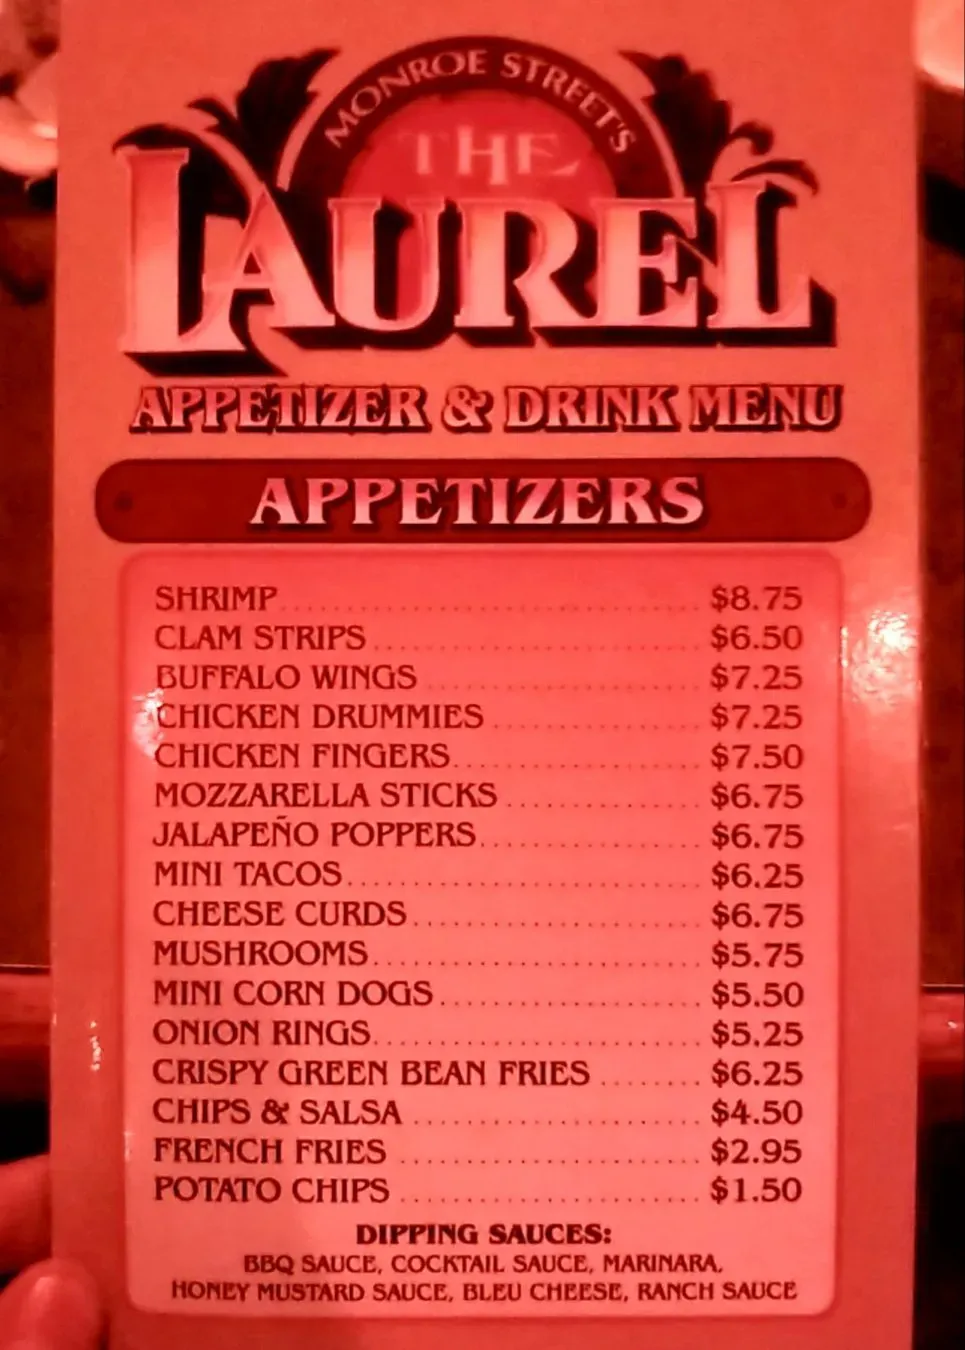 MONROE STREET'S
THE
LAUREL
APPETIZER & DRINK MENU
APPETIZERS
SHRIMP........................................ $8.75
CLAM STRIPS .............................. $6.50
BUFFALO WINGS ........................ $7.25
CHICKEN DRUMMIES .................. $7.25
CHICKEN FINGERS...................... $7.50
MOZZARELLA STICKS ................. $6.75
JALAPEÑO POPPERS................... $6.75
MINI TACOS............................... $6.25
CHEESE CURDS ......................... $6.75
MUSHROOMS............................. $5.75
MINI CORN DOGS ...................... $5.50
ONION RINGS............................. $5.25
CRISPY GREEN BEAN FRIES ........ $6.25
CHIPS & SALSA ......................... $4.50
FRENCH FRIES .......................... $2.95
POTATO CHIPS .......................... $1.50
DIPPING SAUCES:
BBQ SAUCE, COCKTAIL SAUCE, MARINARA,
HONEY MUSTARD SAUCE, BLEU CHEESE, RANCH SAUCE